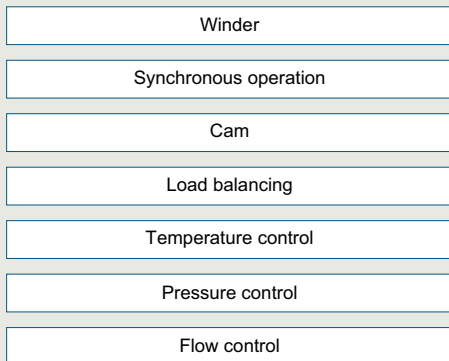 Winder
Synchronous operation
Cam
Load balancing
Temperature control
Pressure control
Flow control